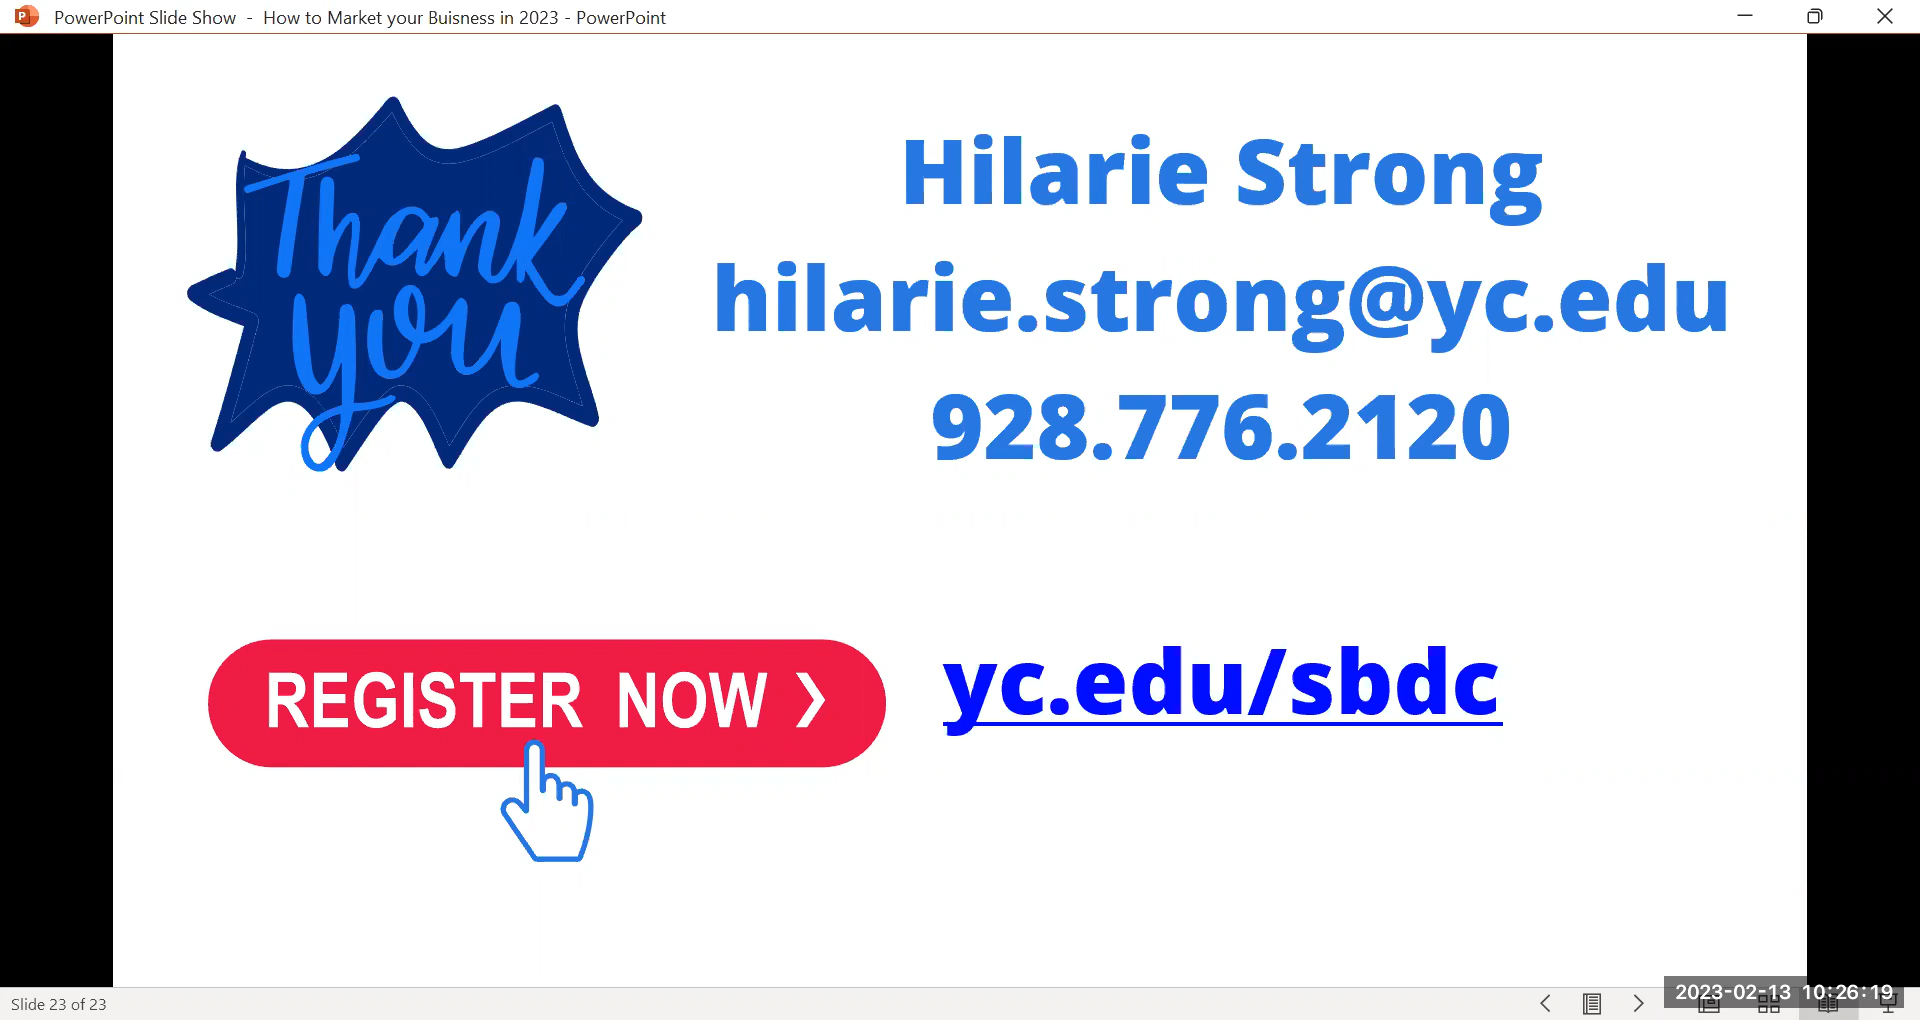 PowerPoint Slide Show - How to Market your Buisness in 2023 - PowerPoint
Thank
you
Hilarie Strong
hilarie.strong@yc.edu
928.776.2120
REGISTER NOW ❯
yc.edu/sbdc
Slide 23 of 23
2023-02-13 10:26:19